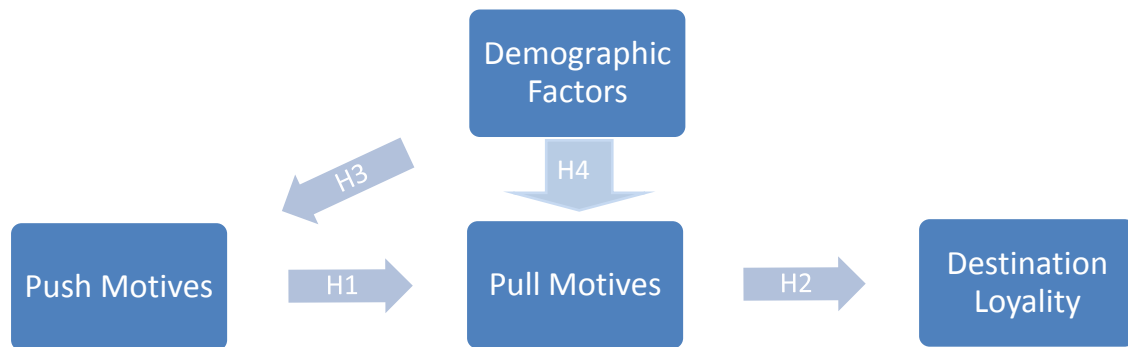 Demographic
Factors
H3
H4
Push Motives
H1
Pull Motives
H2
Destination
Loyality